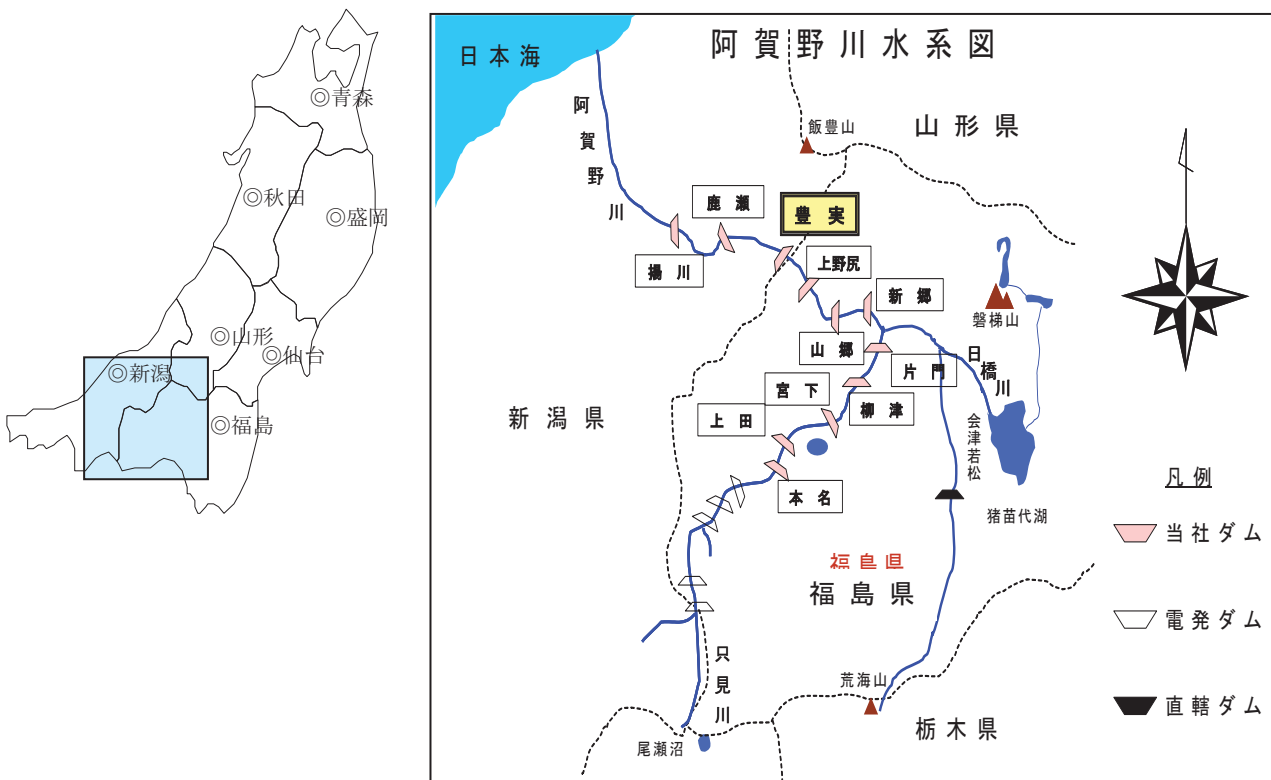 ◎青森
◎秋田
◎盛岡
◎山形
◎仙台
◎新潟
◎福島
阿賀野川水系図
日本海
阿賀野川
飯豊山
山形県
鹿瀬
豊実
揚川
上野尻
新郷
磐梯山
山郷
片門
日橋川
宮下
柳津
上田
新潟県
会津若松
本名
猪苗代湖
凡例
当社ダム
福島県
福島県
電発ダム
只見川
荒海山
直轄ダム
栃木県
尾瀬沼